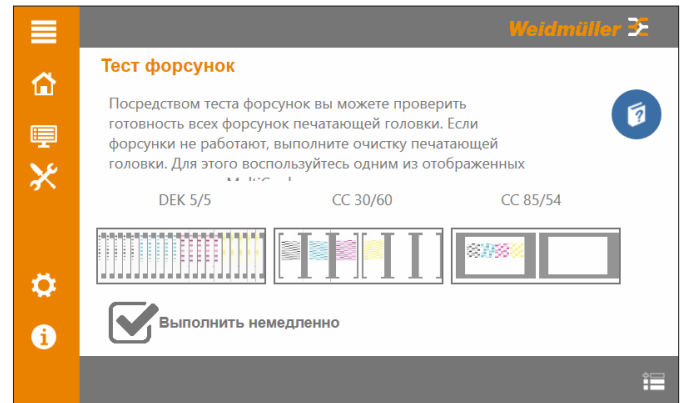 Weidmüller
Тест форсунок
Посредством теста форсунок вы можете проверить
готовность всех форсунок печатающей головки. Если
форсунки не работают, выполните очистку печатающей
головки. Для этого воспользуйтесь одним из отображенных
DEK 5/5 CC 30/60 CC 85/54
Выполнить немедленно